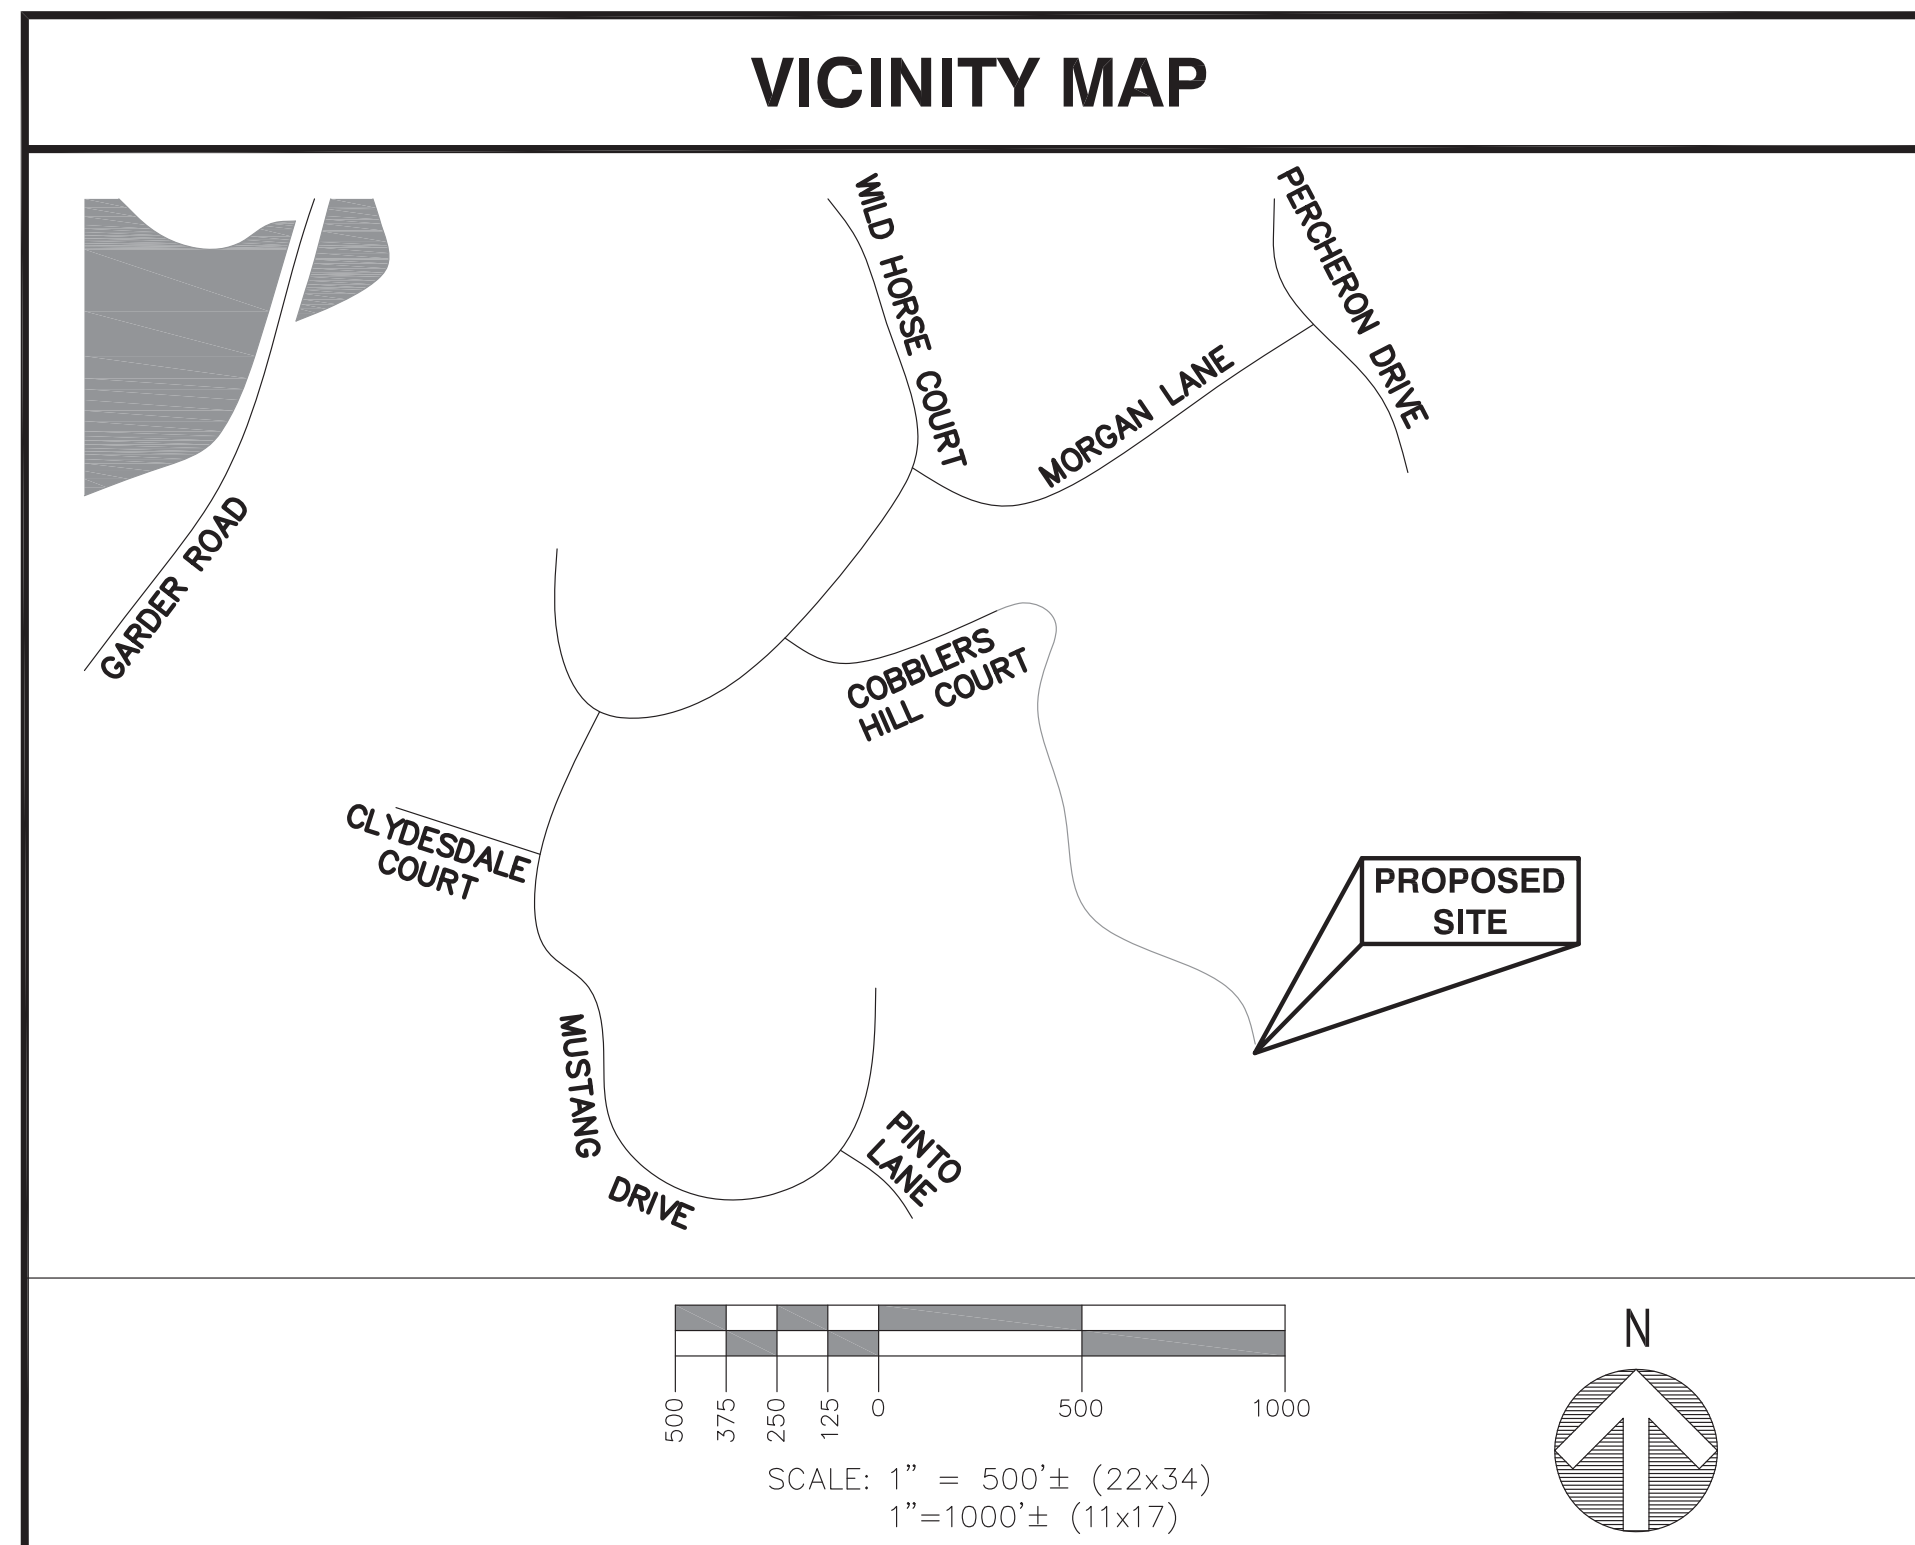 VICINITY MAP
WILD HORSE COURT
PERCHERON DRIVE
MORGAN LANE
GARDER ROAD
COBBLERS
HILL COURT
CLYDESDALE
COURT
PROPOSED
SITE
MUSTANG DRIVE
PINTO
LANE
500 375 250 125 0 500 1000
N
SCALE: 1” = 500’± (22x34)
1”=1000’± (11x17)